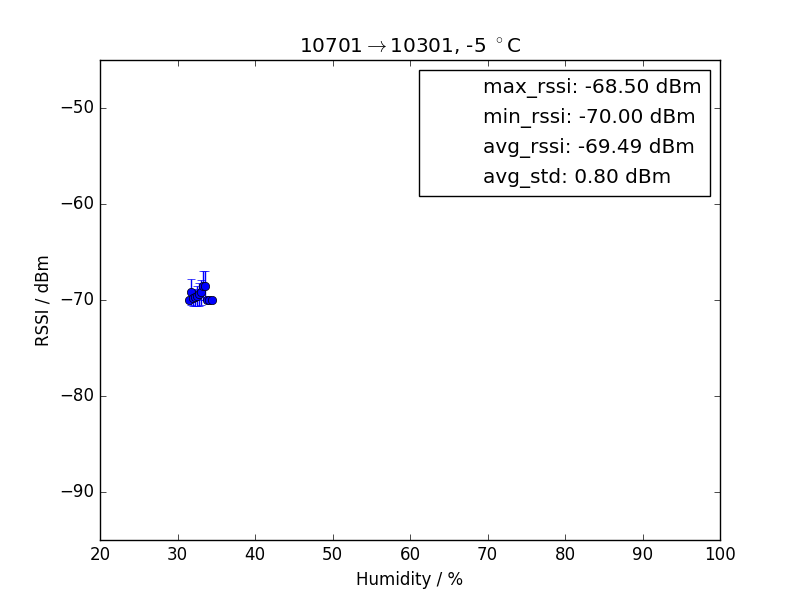 10701→10301, -5 °C
max_rssi: -68.50 dBm
min_rssi: -70.00 dBm
avg_rssi: -69.49 dBm
avg_std: 0.80 dBm
RSSI / dBm
−50
−60
−70
−80
−90
20 30 40 50 60 70 80 90 100
Humidity / %